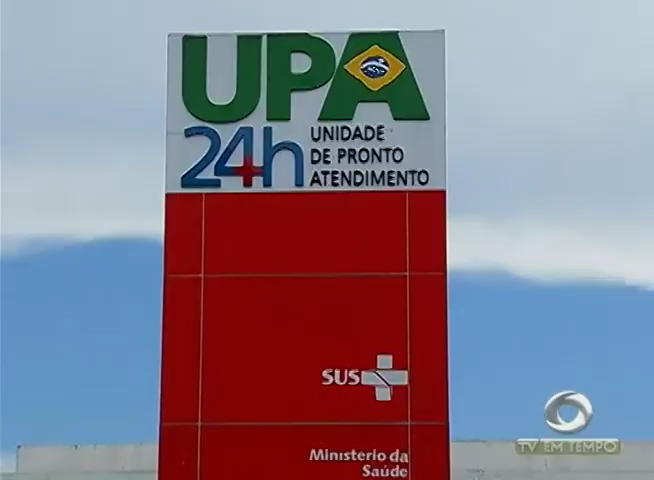 UPA
24h
UNIDADE
DE PRONTO
ATENDIMENTO
SUS
Ministerio da
Saúde
TV EM TEMPO